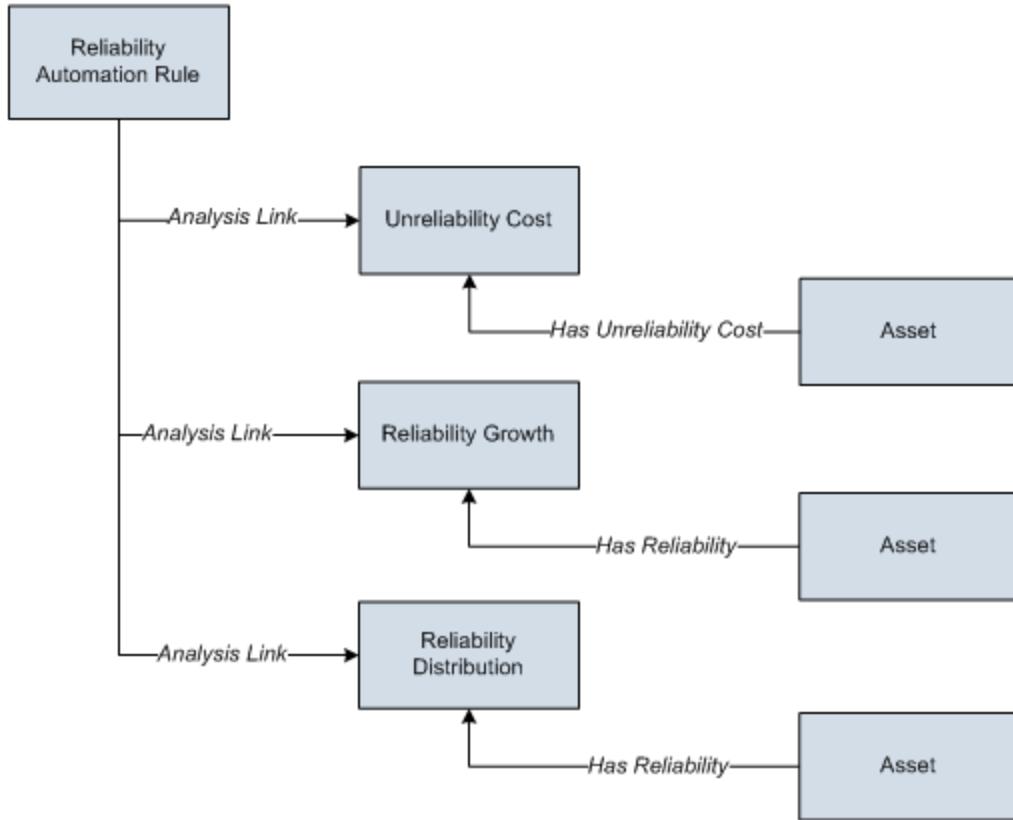 Reliability
Automation Rule
Analysis Link
Unreliability Cost
Has Unreliability Cost
Asset
Analysis Link
Reliability Growth
Has Reliability
Asset
Analysis Link
Reliability
Distribution
Has Reliability
Asset